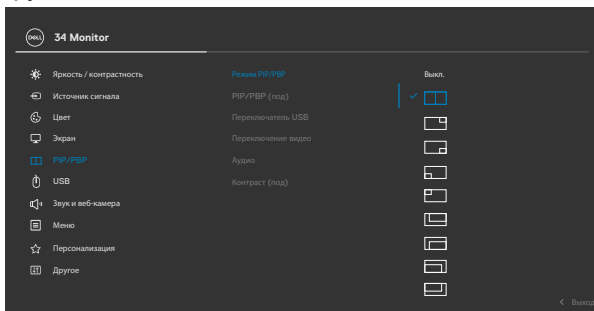 DELL 34 Monitor
Яркость / контрастность
Источник сигнала
Цвет
Экран
PIP/PBP
USB
Звук и веб-камера
Меню
Персонализация
Другое
Режим PIP/PBP
PIP/PBP (под)
Переключатель USB
Переключение видео
Аудио
Контраст (под)
Выкл.
Выход